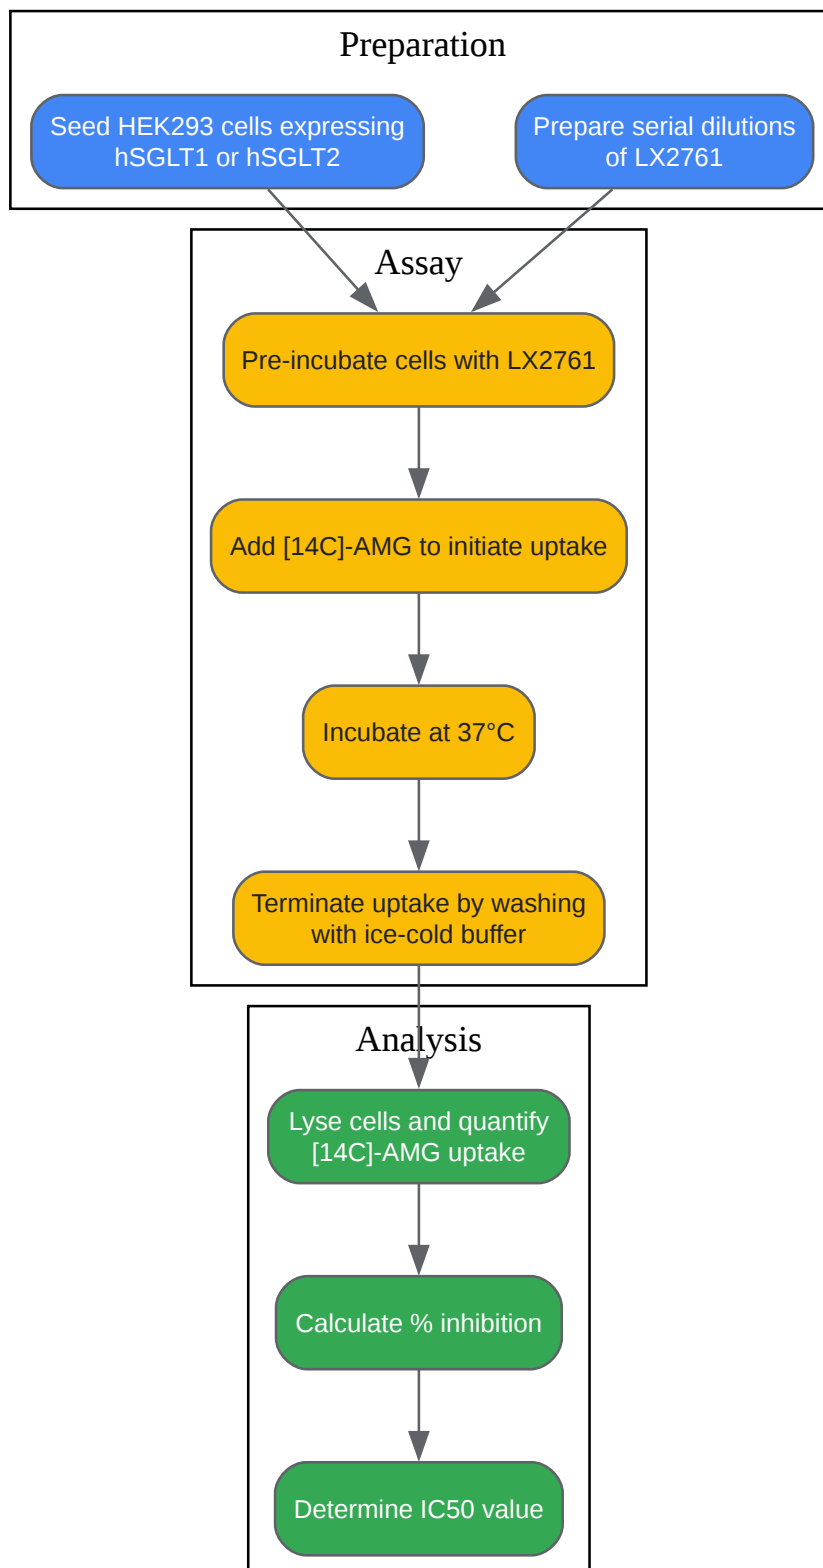 Preparation
Seed HEK293 cells expressing
hSGLT1 or hSGLT2
Prepare serial dilutions
of LX2761
Assay
Pre-incubate cells with LX2761
Add [14C]-AMG to initiate uptake
Incubate at 37°C
Terminate uptake by washing
with ice-cold buffer
Analysis
Lyse cells and quantify
[14C]-AMG uptake
Calculate % inhibition
Determine IC50 value